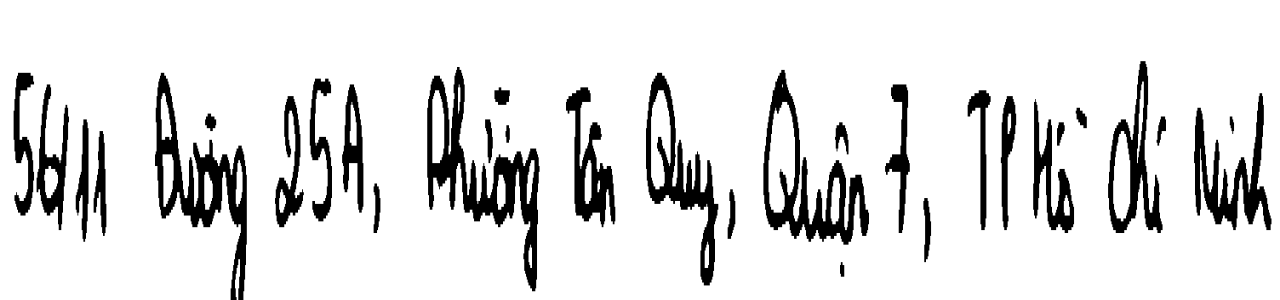 56/11 Đường 25A, Phường Tân Quy, Quận 7, TP Hồ Chí Minh